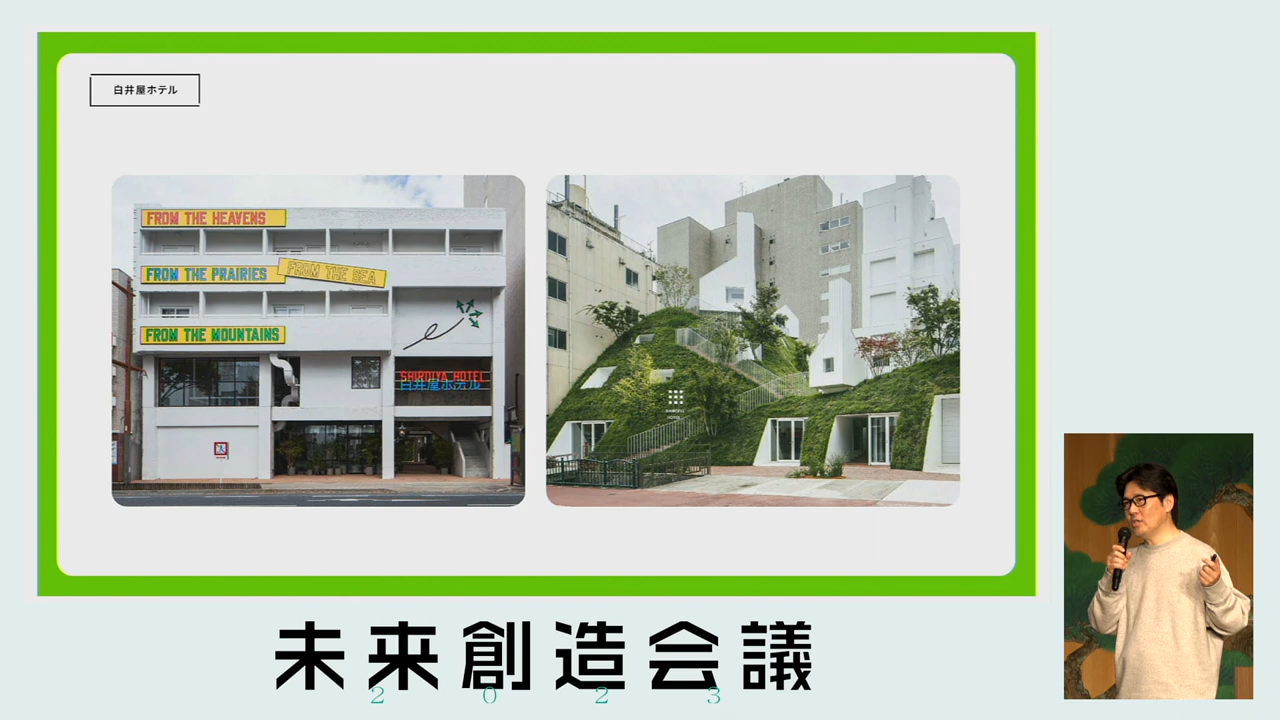 白井屋ホテル
FROM THE HEAVENS
FROM THE PRAIRIES
FROM THE SEA
FROM THE MOUNTAINS
SHIROIYA HOTEL
白井屋ホテル
未来創造会議
2023